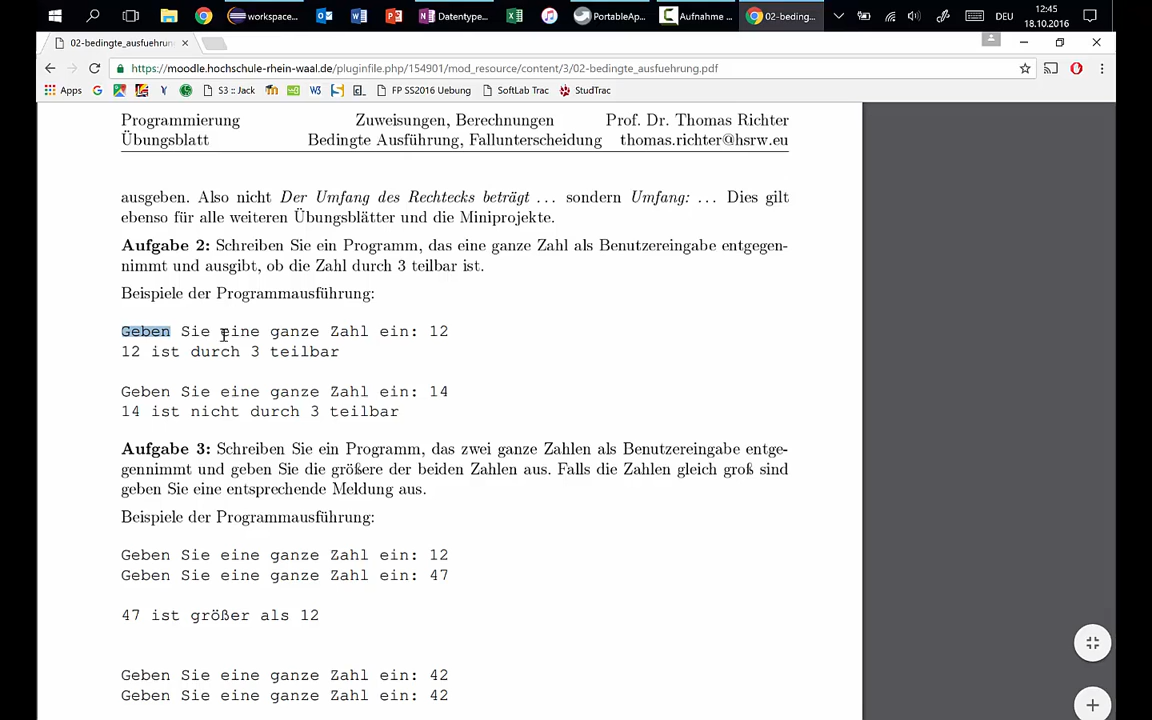 workspace...
Datentype...
PortableAp...
Aufnahme ...
02-beding...
DEU
12:45
18.10.2016
02-bedingte_ausfuehrun
https://moodle.hochschule-rhein-waal.de/pluginfile.php/154901/mod_resource/content/3/02-bedingte_ausfuehrung.pdf
Apps
S3 :: Jack
FP SS2016 Uebung
SoftLab Trac
StudTrac
Programmierung Zuweisungen, Berechnungen Prof. Dr. Thomas Richter
Übungsblatt Bedingte Ausführung, Fallunterscheidung thomas.richter@hsrw.eu
ausgeben. Also nicht Der Umfang des Rechtecks beträgt ... sondern Umfang: ... Dies gilt
ebenso für alle weiteren Übungsblätter und die Miniprojekte.
Aufgabe 2: Schreiben Sie ein Programm, das eine ganze Zahl als Benutzereingabe entgegen-
nimmt und ausgibt, ob die Zahl durch 3 teilbar ist.
Beispiele der Programmausführung:
Geben Sie eine ganze Zahl ein: 12
12 ist durch 3 teilbar
Geben Sie eine ganze Zahl ein: 14
14 ist nicht durch 3 teilbar
Aufgabe 3: Schreiben Sie ein Programm, das zwei ganze Zahlen als Benutzereingabe entge-
gennimmt und geben Sie die größere der beiden Zahlen aus. Falls die Zahlen gleich groß sind
geben Sie eine entsprechende Meldung aus.
Beispiele der Programmausführung:
Geben Sie eine ganze Zahl ein: 12
Geben Sie eine ganze Zahl ein: 47
47 ist größer als 12
Geben Sie eine ganze Zahl ein: 42
Geben Sie eine ganze Zahl ein: 42